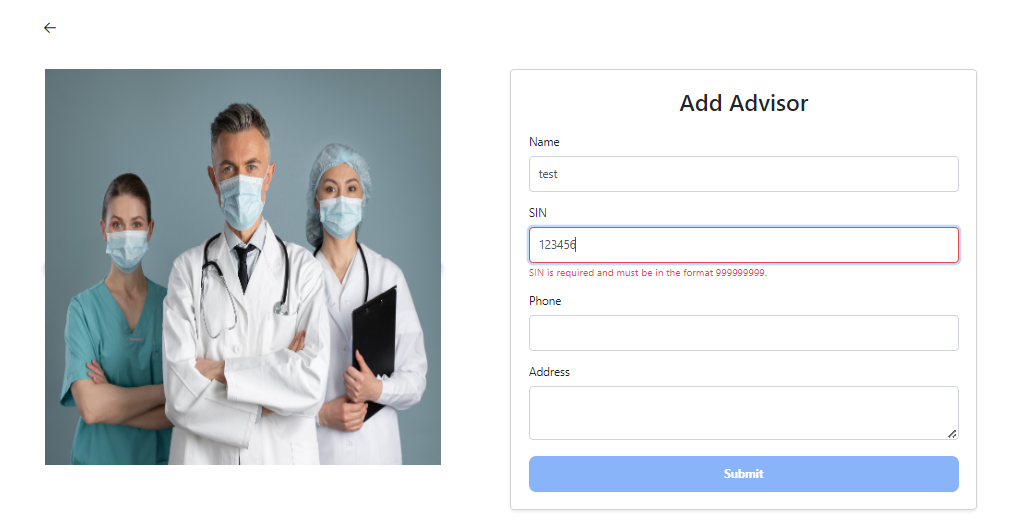 Add Advisor
Name
test
SIN
123456
SIN is required and must be in the format 999999999.
Phone
Address
Submit